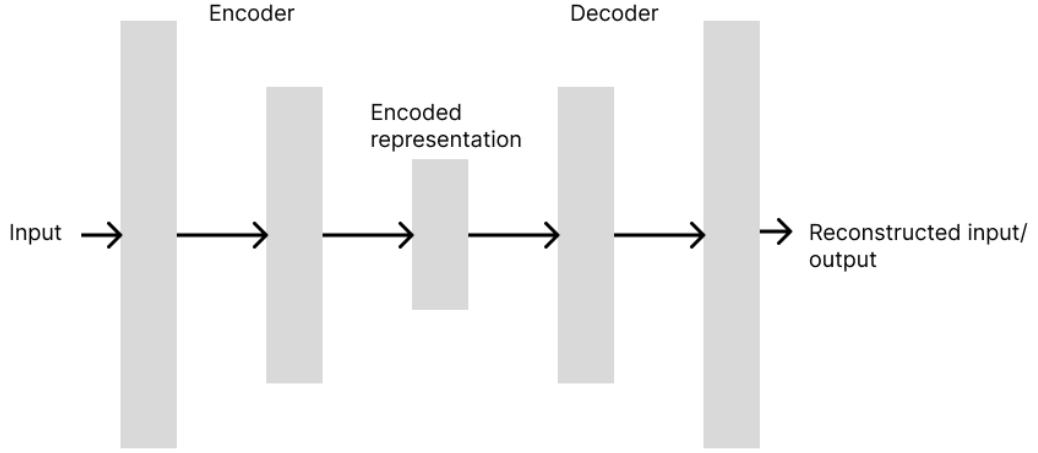 Encoder
Decoder
Encoded
representation
Input
Reconstructed input/
output